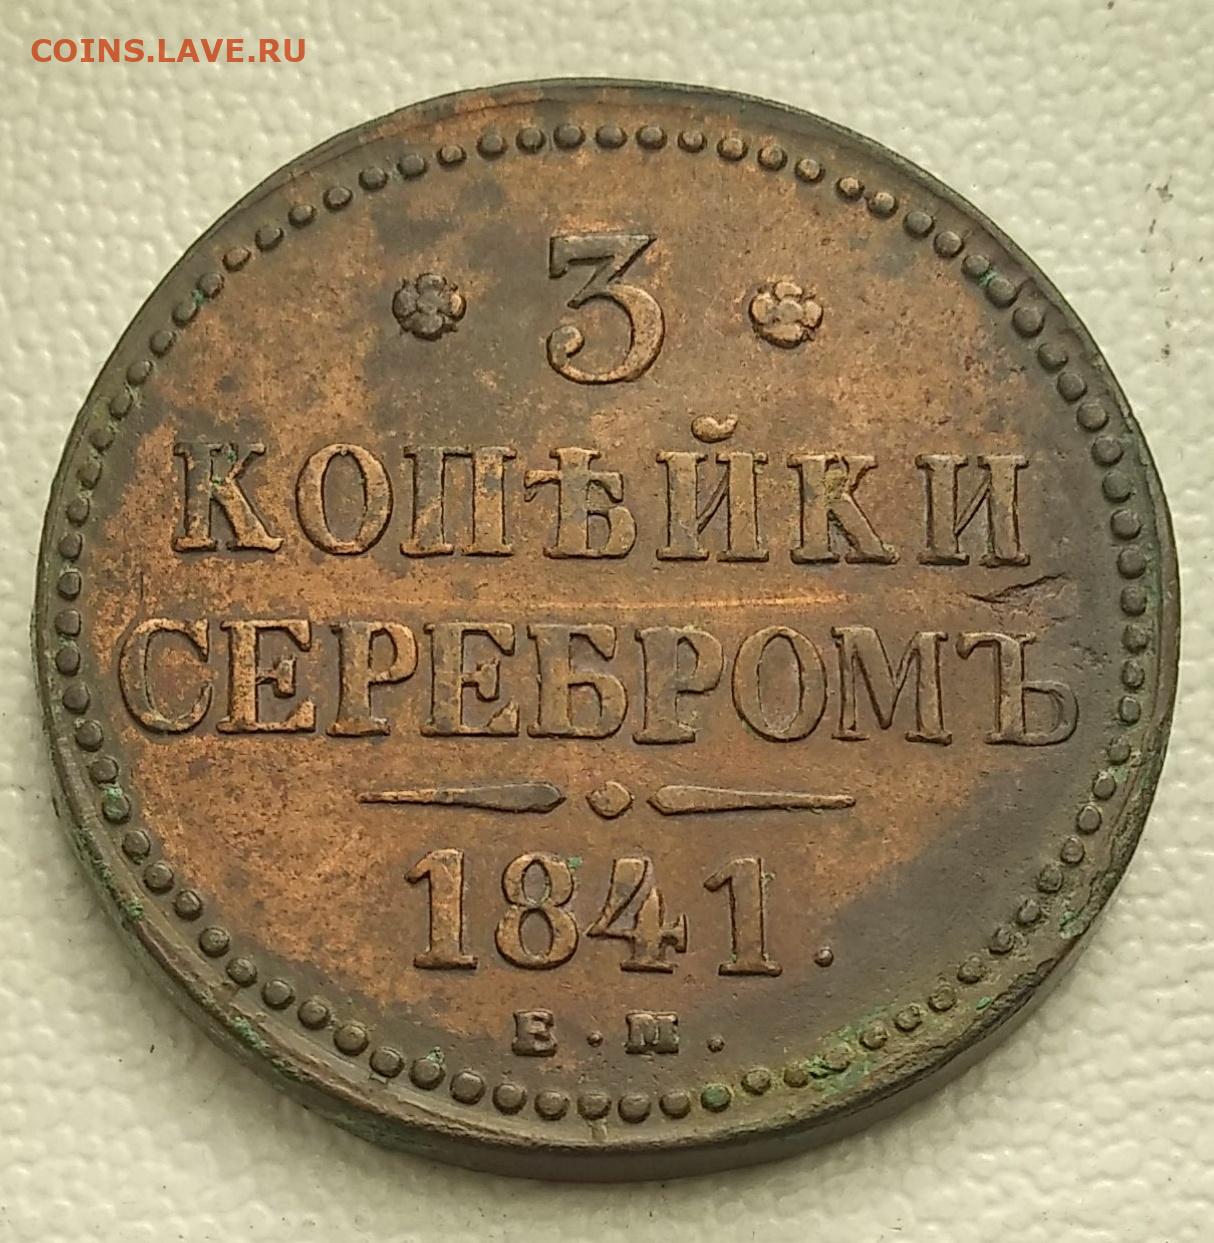 COINS.LAVE.RU
3
КОПѢЙКИ
СЕРЕБРОМЪ
1841.
Е.М.